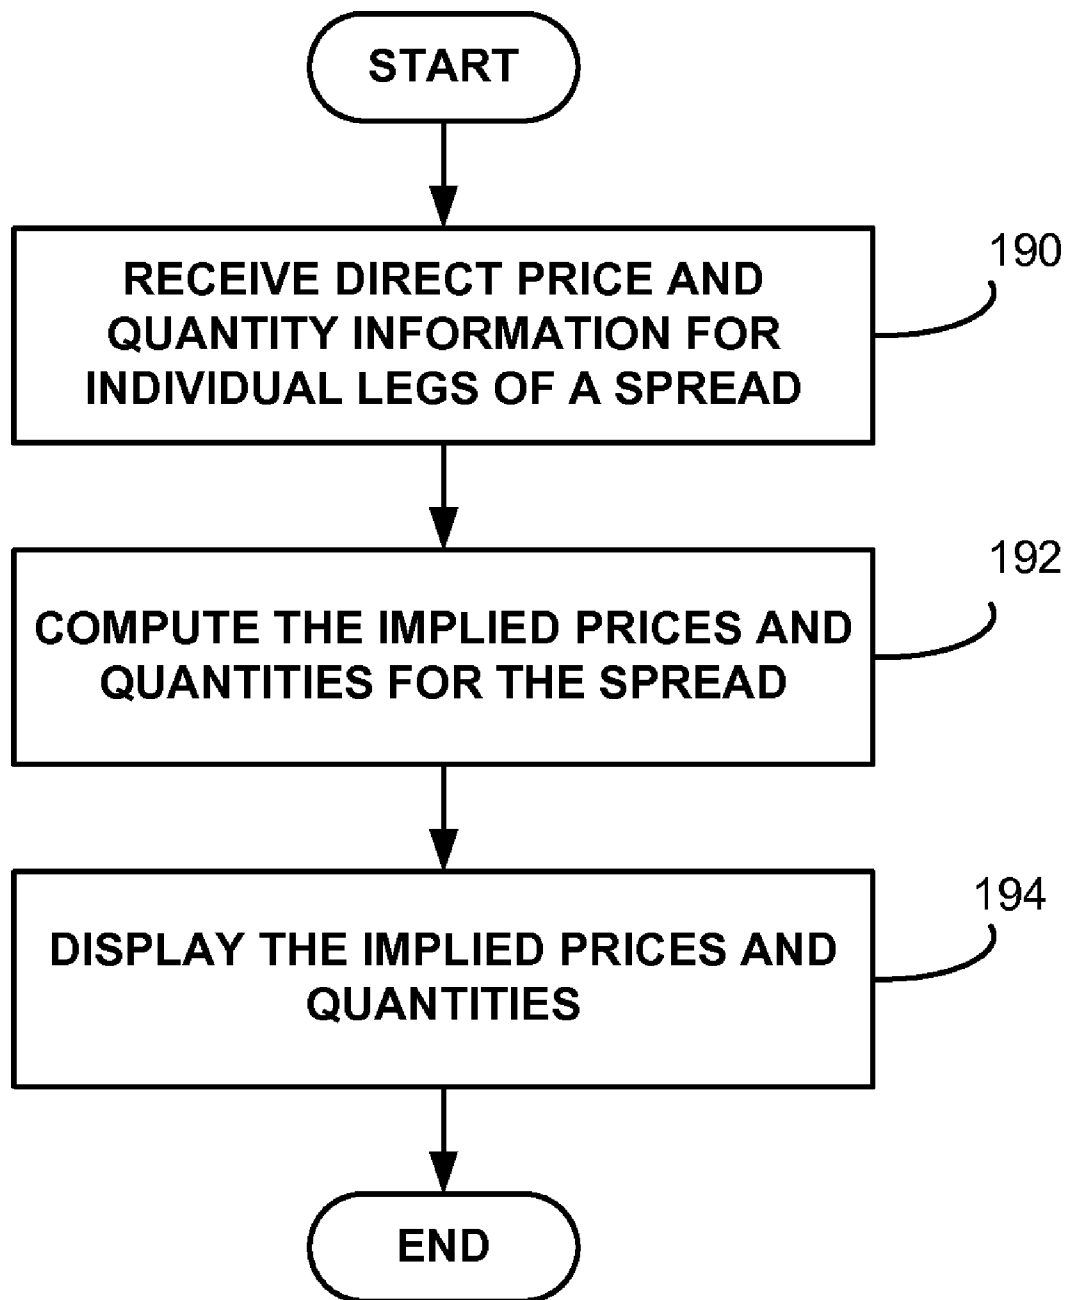 START
RECEIVE DIRECT PRICE AND
QUANTITY INFORMATION FOR
INDIVIDUAL LEGS OF A SPREAD
190
COMPUTE THE IMPLIED PRICES AND
QUANTITIES FOR THE SPREAD
192
DISPLAY THE IMPLIED PRICES AND
QUANTITIES
194
END